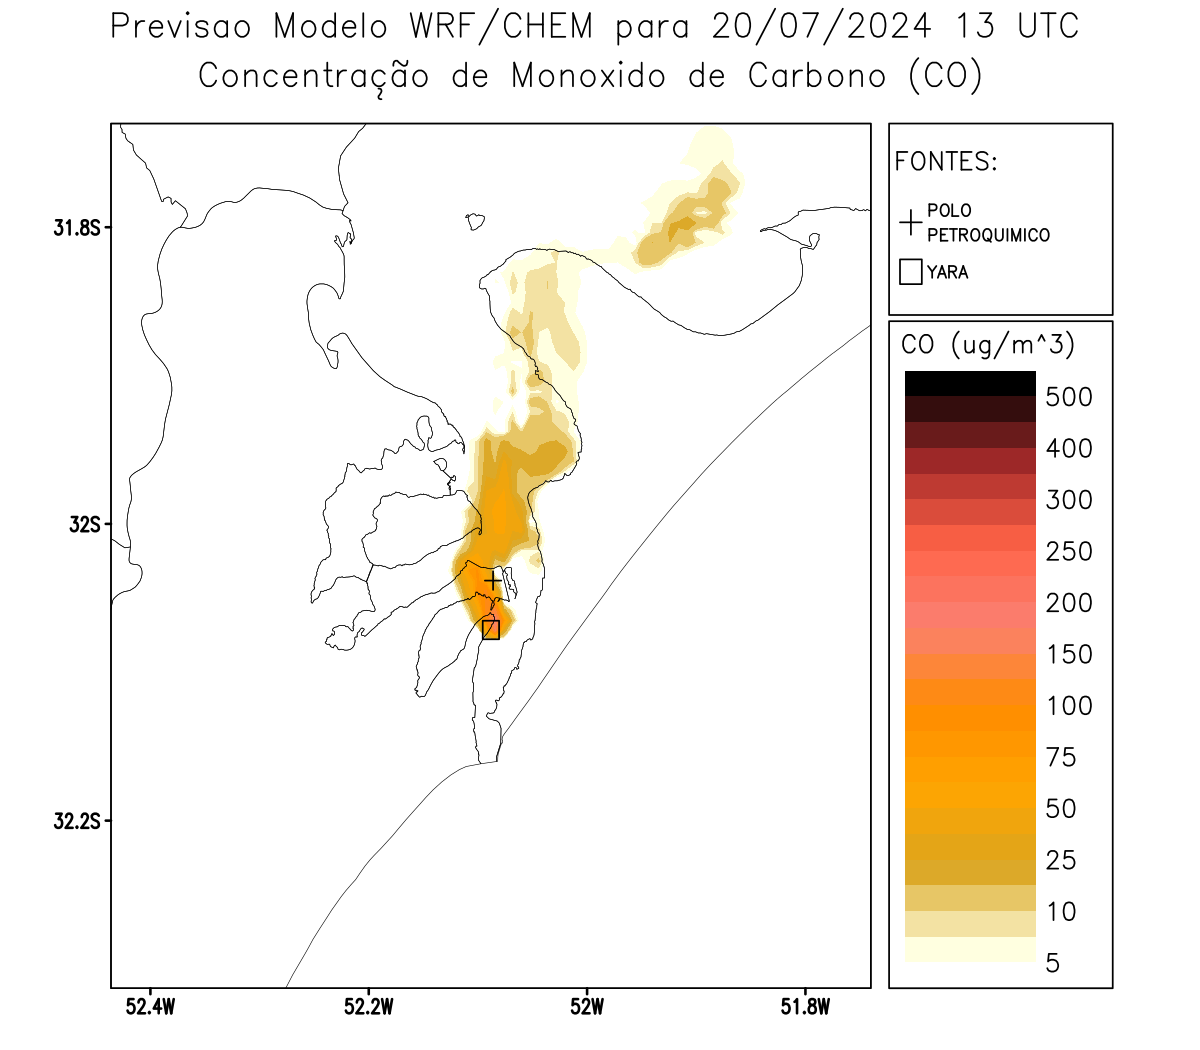 Previsao Modelo WRF/CHEM para 20/07/2024 13 UTC
Concentração de Monoxido de Carbono (CO)
FONTES:
POLO
PETROQUIMICO
YARA
CO (ug/m^3)
500
400
300
250
200
150
100
75
50
25
10
5
31.8S
32S
32.2S
52.4W
52.2W
52W
51.8W